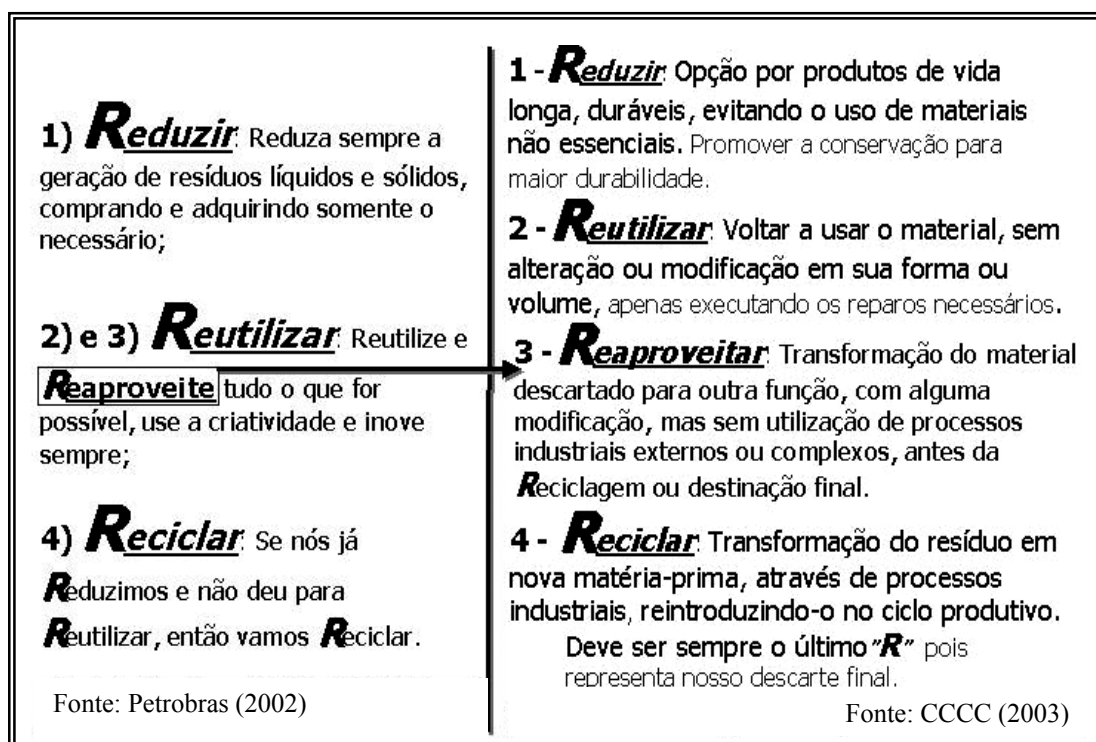 1) Reduzir: Reduza sempre a
geração de resíduos líquidos e sólidos,
comprando e adquirindo somente o
necessário;
2) e 3) Reutilizar: Reutilize e
Reaproveite tudo o que for
possível, use a criatividade e inove
sempre;
4) Reciclar: Se nós já
Reduzimos e não deu para
Reutilizar, então vamos Reciclar.
Fonte: Petrobras (2002)
1 - Reduzir: Opção por produtos de vida
longa, duráveis, evitando o uso de materiais
não essenciais. Promover a conservação para
maior durabilidade.
2 - Reutilizar: Voltar a usar o material, sem
alteração ou modificação em sua forma ou
volume, apenas executando os reparos necessários.
3 - Reaproveitar: Transformação do material
descartado para outra função, com alguma
modificação, mas sem utilização de processos
industriais externos ou complexos, antes da
Reciclagem ou destinação final.
4 - Reciclar: Transformação do resíduo em
nova matéria-prima, através de processos
industriais, reintroduzindo-o no ciclo produtivo.
Deve ser sempre o último "R" pois
representa nosso descarte final.
Fonte: CCCC (2003)